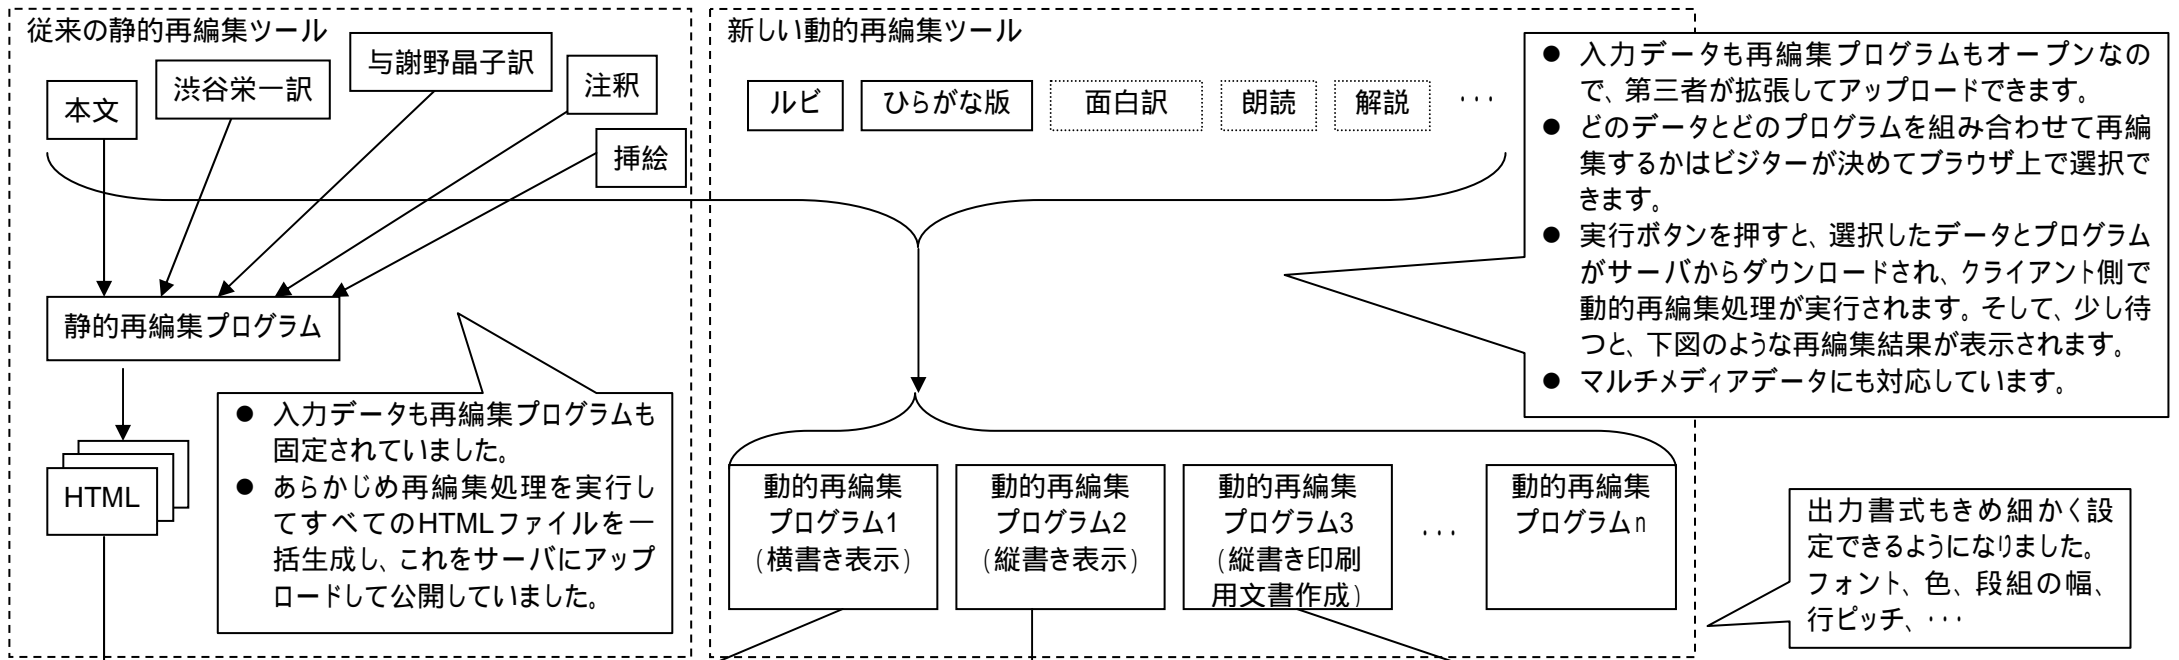 従来の静的再編集ツール
本文
渋谷栄一訳
与謝野晶子訳
注釈
挿絵
静的再編集プログラム
HTML
● 入力データも再編集プログラムも
固定されていました。
● あらかじめ再編集処理を実行し
てすべてのHTMLファイルを一
括生成し、これをサーバにアップ
ロードして公開していました。
新しい動的再編集ツール
ルビ
ひらがな版
面白訳
朗読
解説
・・・
● 入力データも再編集プログラムもオープンなの
で、第三者が拡張してアップロードできます。
● どのデータとどのプログラムを組み合わせて再編
集するかはビジターが決めてブラウザ上で選択で
きます。
● 実行ボタンを押すと、選択したデータとプログラム
がサーバからダウンロードされ、クライアント側で
動的再編集処理が実行されます。そして、少し待
つと、下図のような再編集結果が表示されます。
● マルチメディアデータにも対応しています。
動的再編集
プログラム1
(横書き表示)
動的再編集
プログラム2
(縦書き表示)
動的再編集
プログラム3
(縦書き印刷
用文書作成)
・・・
動的再編集
プログラムn
出力書式もきめ細かく設
定できるようになりました。
フォント、色、段組の幅、
行ピッチ、・・・